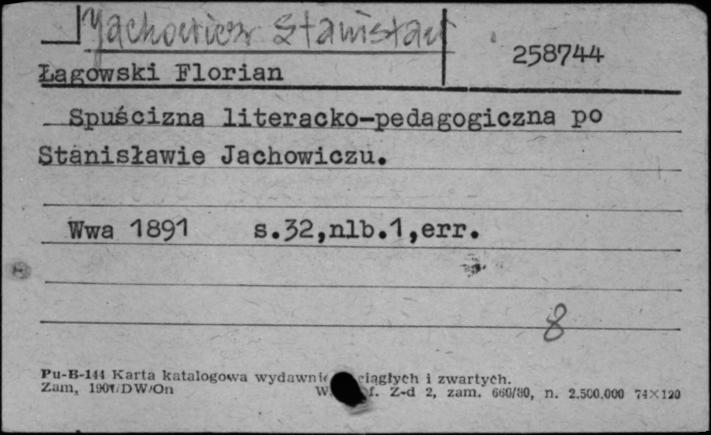 Jachowicz Stanisław
258744
Łagowski Florian
Spuścizna literacko-pedagogiczna po
Stanisławie Jachowiczu.
Wwa 1891 s.32,nlb.1,err.
8
Pu-B-144 Karta katalogowa wydawnic ciągłych i zwartych.
Zam, 1901/DW/On W. f. Z-d 2, zam. 660/80, n. 2.500.000 74×120